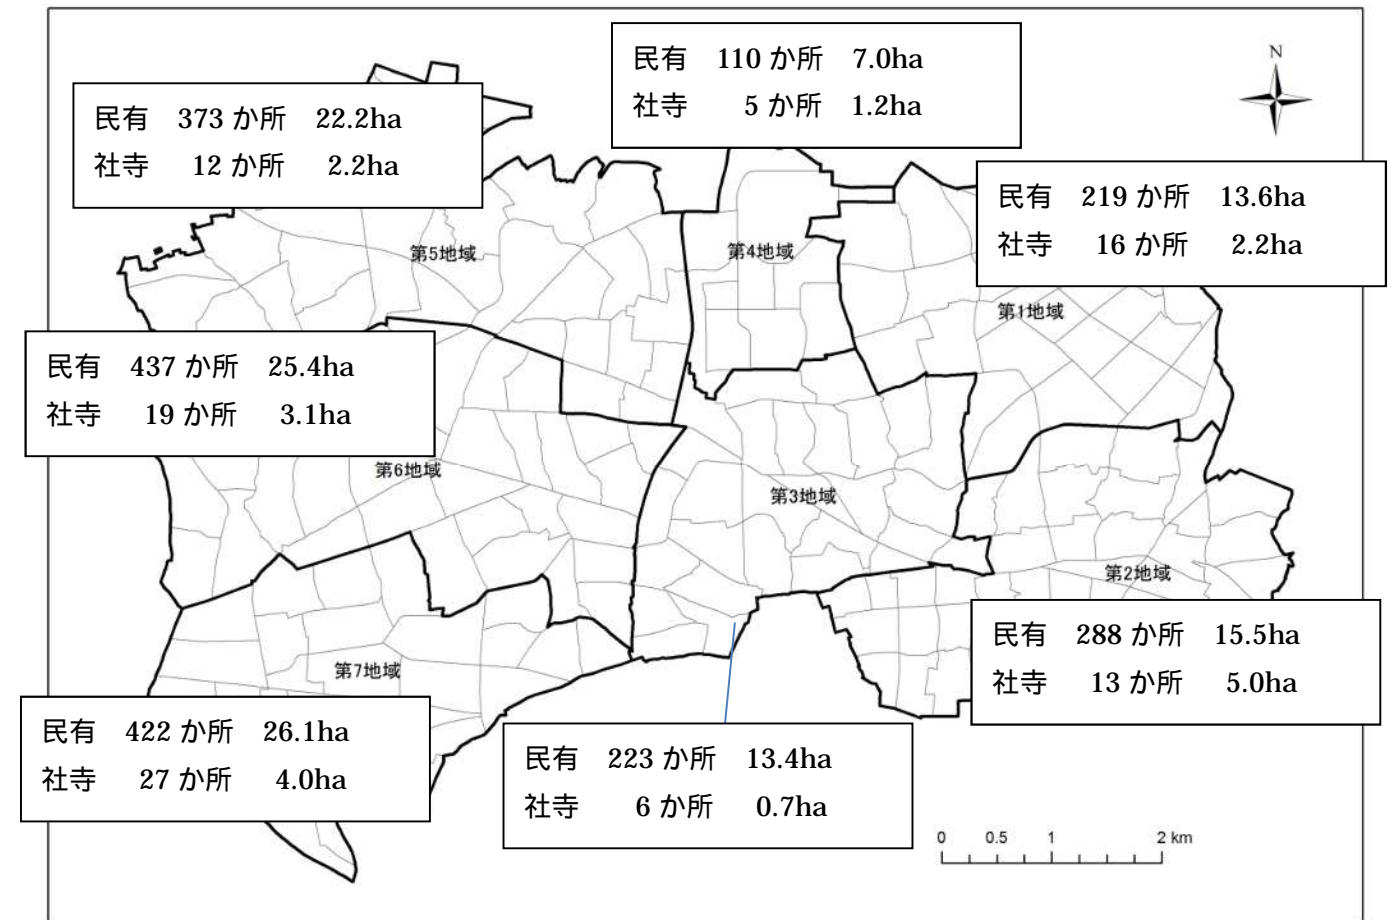 民有 110 か所 7.0ha
社寺 5 か所 1.2ha
N
民有 373 か所 22.2ha
社寺 12 か所 2.2ha
民有 219 か所 13.6ha
社寺 16 か所 2.2ha
第5地域
第4地域
第1地域
民有 437 か所 25.4ha
社寺 19 か所 3.1ha
第6地域
第3地域
第2地域
民有 288 か所 15.5ha
社寺 13 か所 5.0ha
第7地域
民有 422 か所 26.1ha
社寺 27 か所 4.0ha
民有 223 か所 13.4ha
社寺 6 か所 0.7ha
0 0.5 1 2 km